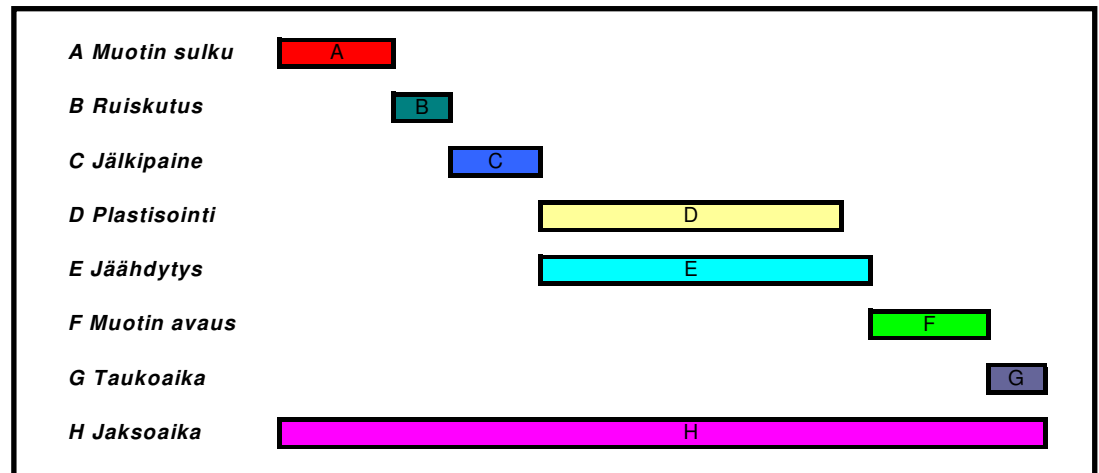 A Muotin sulku A
B Ruiskutus B
C Jälkipaine C
D Plastisointi D
E Jäähdytys E
F Muotin avaus F
G Taukoaika G
H Jaksoaika H